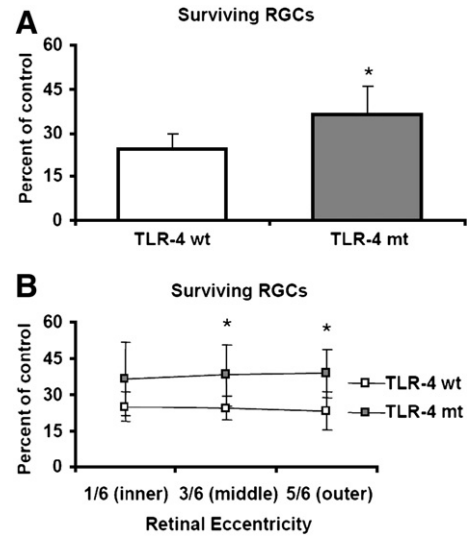 A
Surviving RGCs
Percent of control
60
45
30
15
0
*
TLR-4 wt
TLR-4 mt
B
Surviving RGCs
Percent of control
60
45
30
15
0
*
*
TLR-4 wt
TLR-4 mt
1/6 (inner)
3/6 (middle)
5/6 (outer)
Retinal Eccentricity